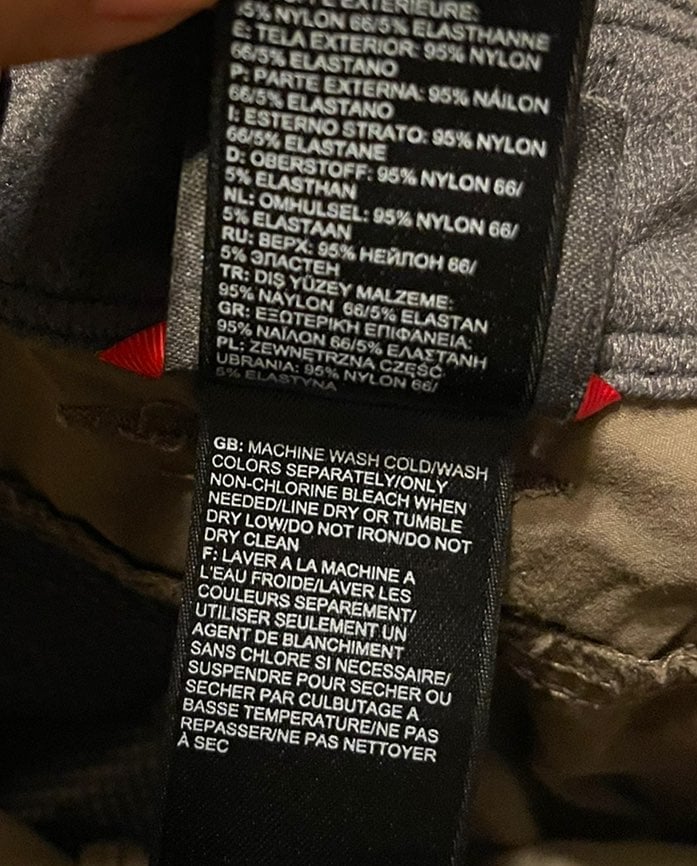 EXTERIEURE:
5% NYLON 66/5% ELASTHANNE
E: TELA EXTERIOR: 95% NYLON
66/5% ELASTANO
P: PARTE EXTERNA: 95% NÁILON
66/5% ELASTANO
I: ESTERNO STRATO: 95% NYLON
66/5% ELASTANE
D: OBERSTOFF: 95% NYLON 66/
5% ELASTHAN
NL: OMHULSEL: 95% NYLON 66/
5% ELASTAAN
RU: ВЕРХ: 95% НЕЙЛОН 66/
5% ЭЛАСТЕН
TR: DIŞ YÜZEY MALZEME:
95% NAYLON 66/5% ELASTAN
GR: ΕΞΩΤΕΡΙΚΗ ΕΠΙΦΑΝΕΙΑ:
95% ΝΑΪΛΟΝ 66/5% ΕΛΑΣΤΑΝΗ
PL: ZEWNĘTRZNA CZĘŚĆ
UBRANIA: 95% NYLON 66/
5% ELASTYNA
GB: MACHINE WASH COLD/WASH
COLORS SEPARATELY/ONLY
NON-CHLORINE BLEACH WHEN
NEEDED/LINE DRY OR TUMBLE
DRY LOW/DO NOT IRON/DO NOT
DRY CLEAN
F: LAVER A LA MACHINE A
L'EAU FROIDE/LAVER LES
COULEURS SEPAREMENT/
UTILISER SEULEMENT UN
AGENT DE BLANCHIMENT
SANS CHLORE SI NECESSAIRE/
SUSPENDRE POUR SECHER OU
SECHER PAR CULBUTAGE A
BASSE TEMPERATURE/NE PAS
REPASSER/NE PAS NETTOYER
À SEC